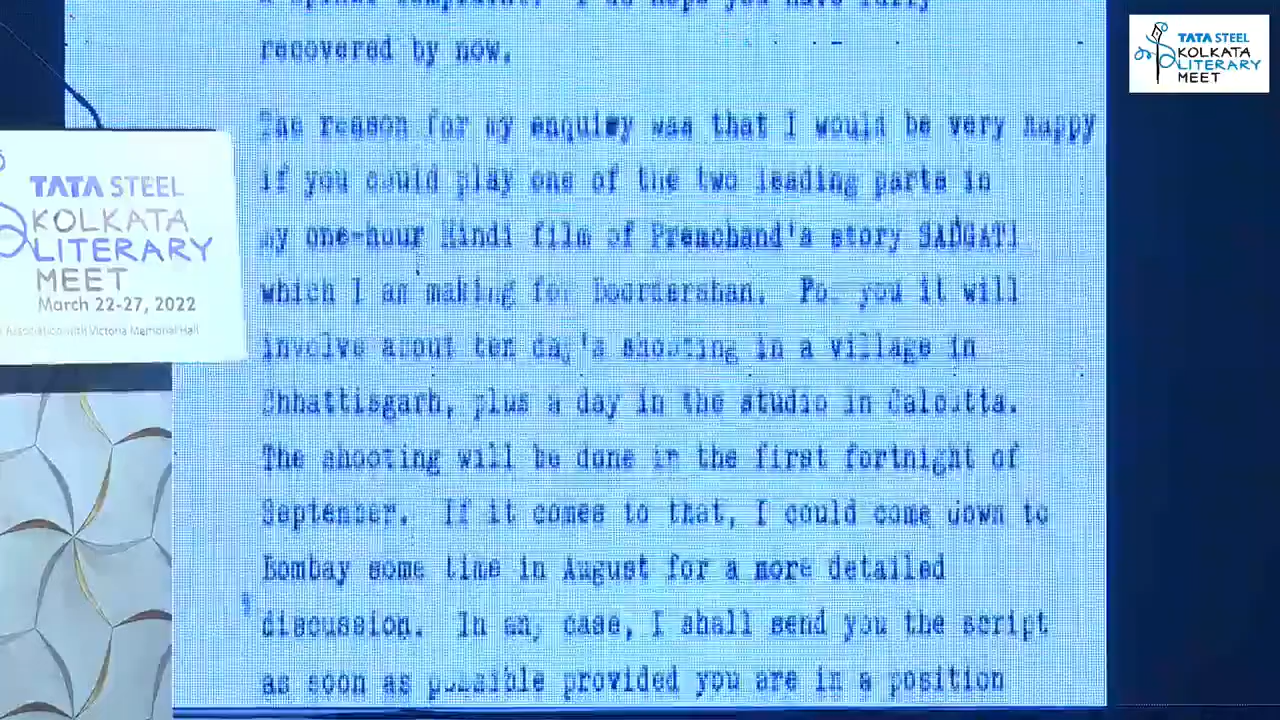 recovered by now.
The reason for my enquiry was that I would be very happy
if you could play one of the two leading parts in
my one-hour Hindi film of Premchand's story SADGATI
which I am making for Doordarshan. For you it will
involve about ten day's shooting in a village in
Chhattisgarh, plus a day in the studio in Calcutta.
The shooting will be done in the first fortnight of
September. If it comes to that, I could come down to
Bombay some time in August for a more detailed
discussion. In any case, I shall send you the script
as soon as possible provided you are in a position
TATA STEEL
KOLKATA
LITERARY
MEET
March 22-27, 2022
Association with Victoria Memorial Hall
TATA STEEL
KOLKATA
LITERARY
MEET